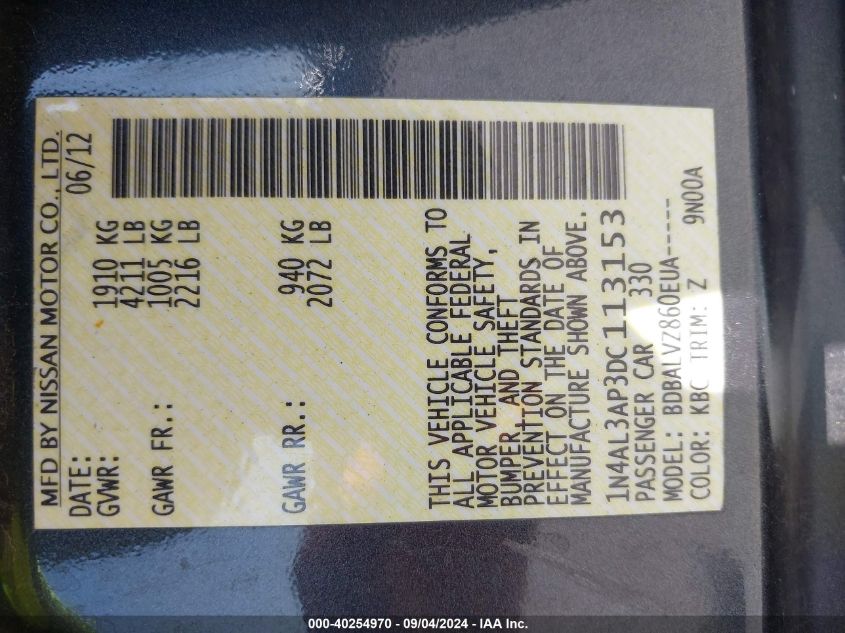 MFD BY NISSAN MOTOR CO., LTD.
DATE: 06/12
GVWR: 1910 KG
4211 LB
GAWR FR.: 1005 KG
2216 LB
GAWR RR.: 940 KG
2072 LB
THIS VEHICLE CONFORMS TO
ALL APPLICABLE FEDERAL
MOTOR VEHICLE SAFETY,
BUMPER AND THEFT
PREVENTION STANDARDS IN
EFFECT ON THE DATE OF
MANUFACTURE SHOWN ABOVE.
1N4AL3AP3DC113153
PASSENGER CAR 330
MODEL: BDBALVZ860EUA-----
COLOR: KBC TRIM: Z 9N00A
000-40254970 - 09/04/2024 - IAA Inc.